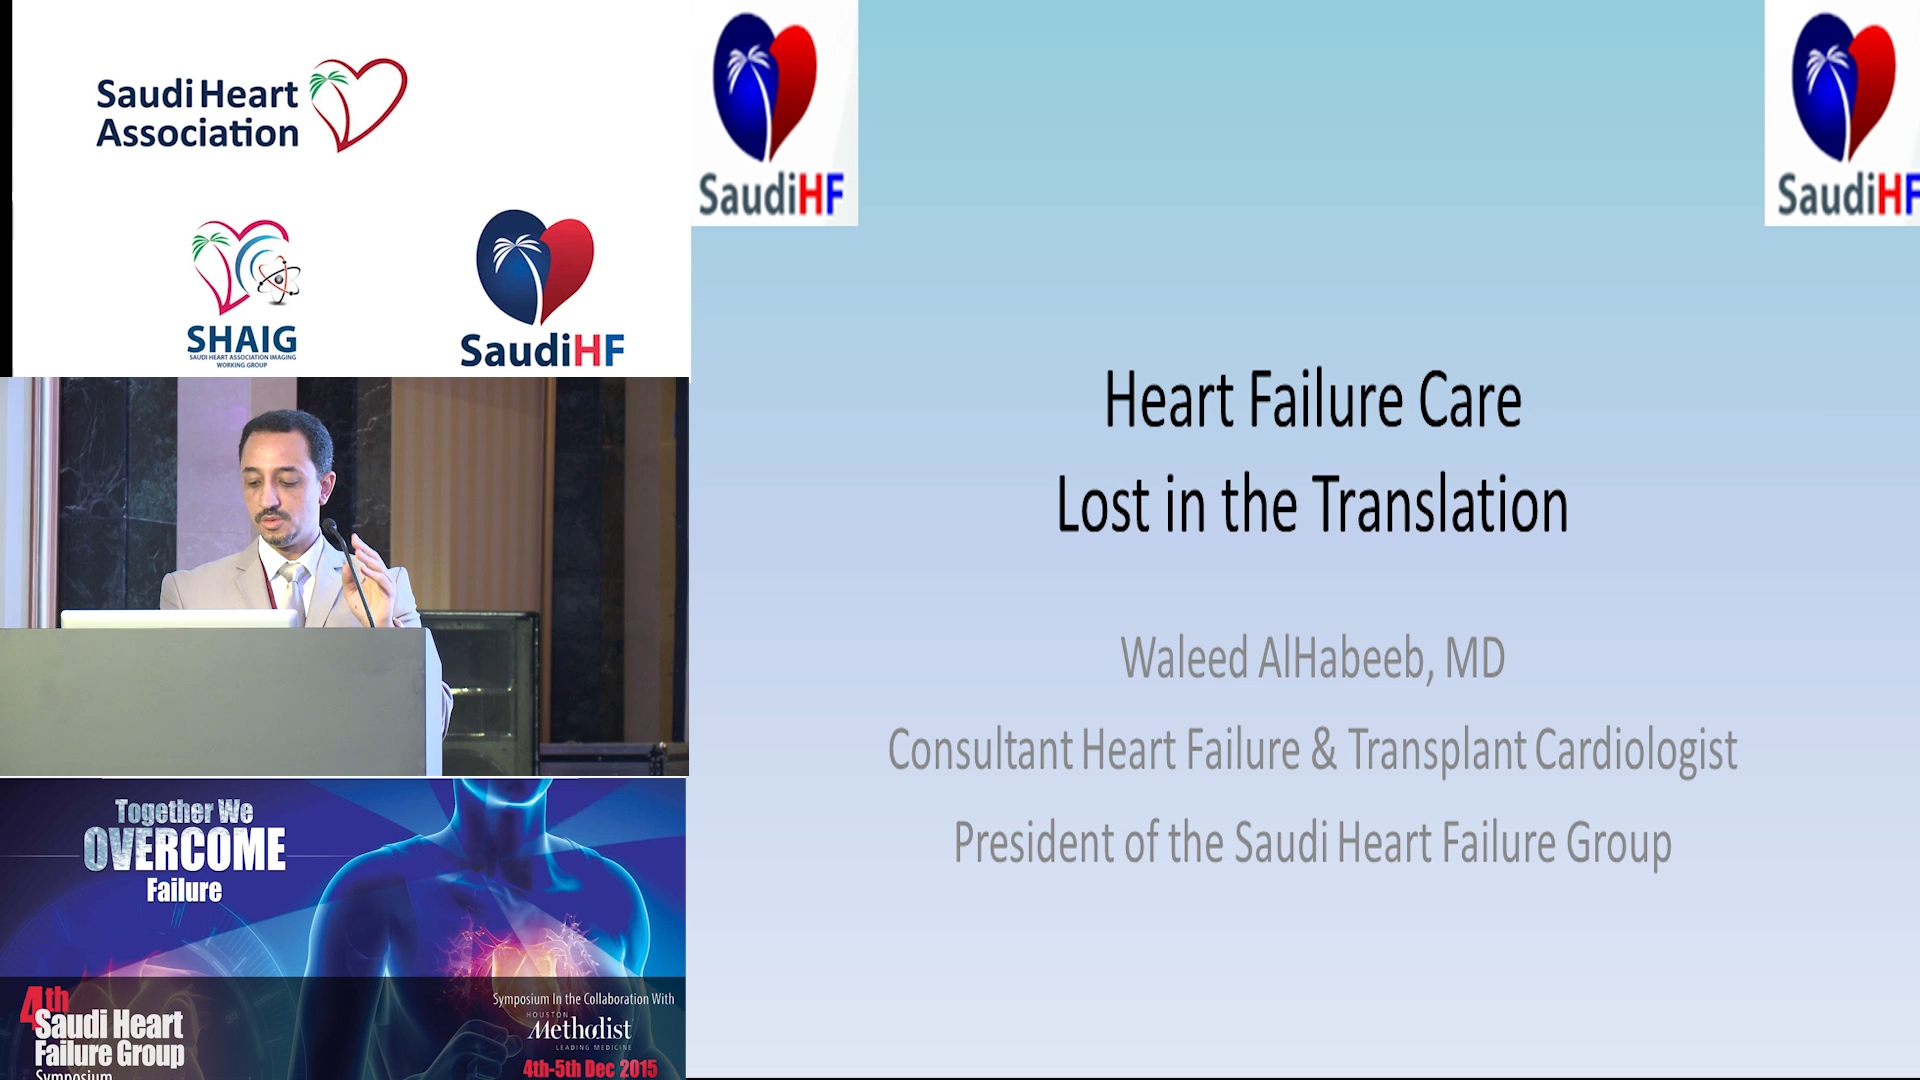 Saudi Heart
Association
SHAIG
SAUDI HEART ASSOCIATION IMAGING
WORKING GROUP
SaudiHF
SaudiHF
SaudiHF
Heart Failure Care
Lost in the Translation
Waleed AlHabeeb, MD
Consultant Heart Failure & Transplant Cardiologist
President of the Saudi Heart Failure Group
Together We
OVERCOME
Failure
4th
Saudi Heart
Failure Group
Symposium
Symposium In the Collaboration With
HOUSTON
Methodist
LEADING MEDICINE
4th-5th Dec 2015